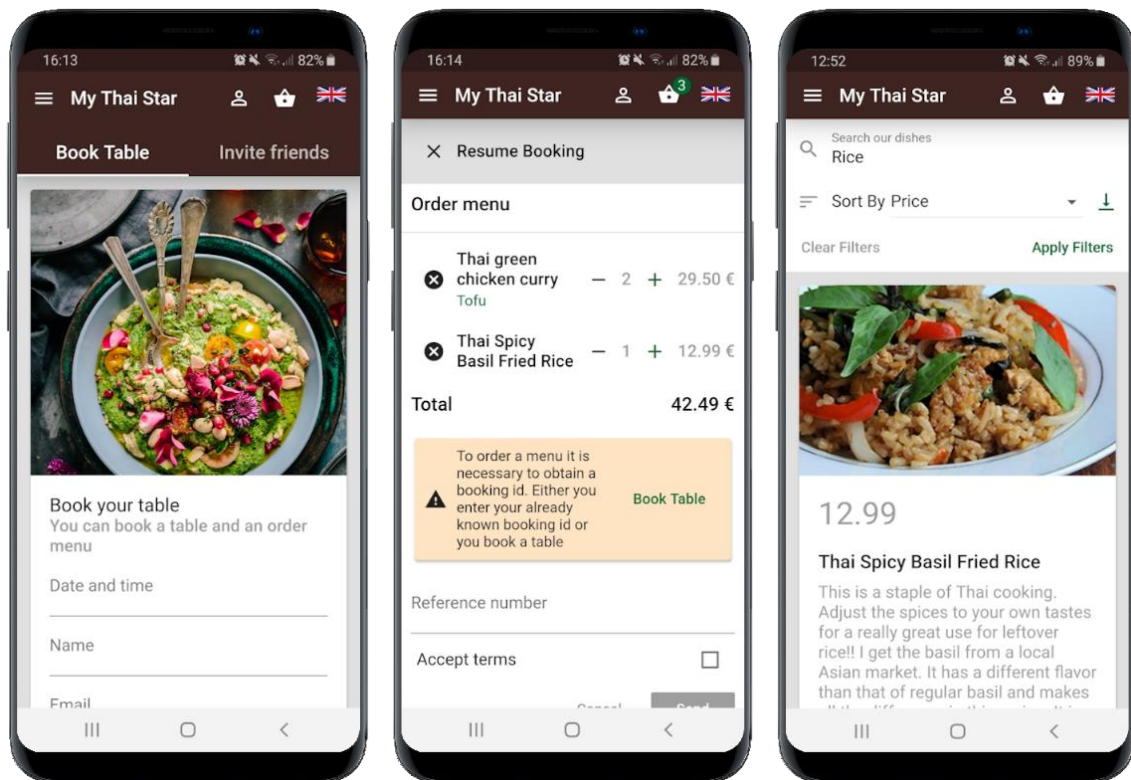 16:13
82%
My Thai Star
Book Table
Invite friends
Book your table
You can book a table and an order
menu
Date and time
Name
Email
16:14
82%
My Thai Star
3
Resume Booking
Order menu
Thai green
chicken curry
Tofu
− 2 + 29.50 €
Thai Spicy
Basil Fried Rice
− 1 + 12.99 €
Total 42.49 €
To order a menu it is
necessary to obtain a
booking id. Either you
enter your already
known booking id or
you book a table
Book Table
Reference number
Accept terms
Cancel
Send
12:52
89%
My Thai Star
Search our dishes
Rice
Sort By Price
Clear Filters
Apply Filters
12.99
Thai Spicy Basil Fried Rice
This is a staple of Thai cooking.
Adjust the spices to your own tastes
for a really great use for leftover
rice!! I get the basil from a local
Asian market. It has a different flavor
than that of regular basil and makes